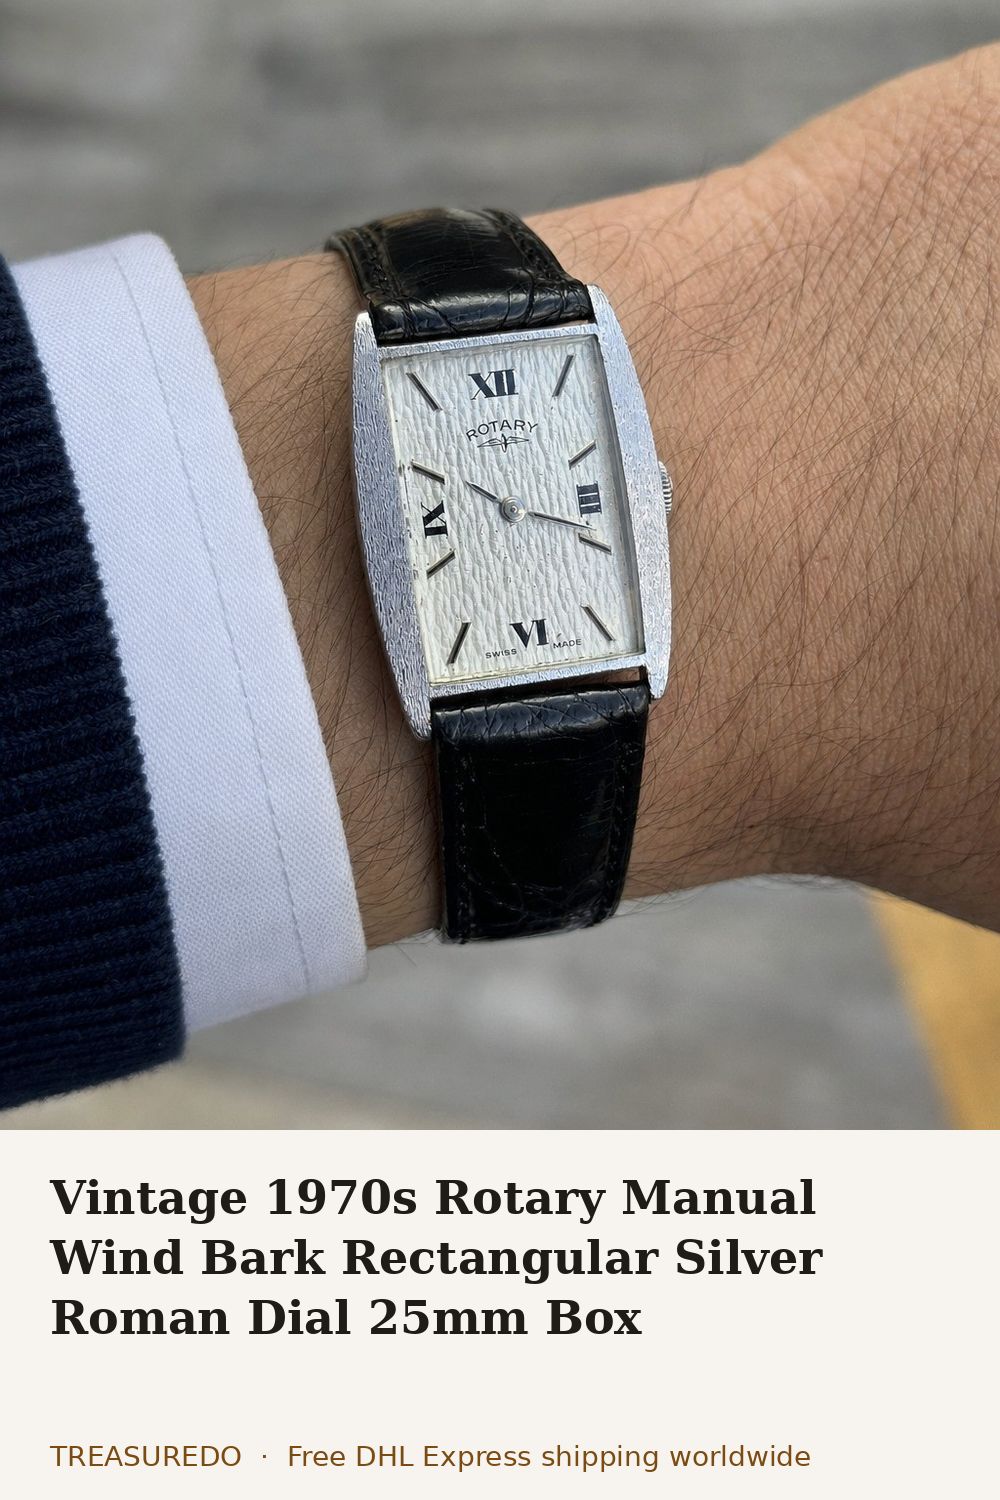 XII
ROTARY
III
IX
VI
SWISS MADE
Vintage 1970s Rotary Manual
Wind Bark Rectangular Silver
Roman Dial 25mm Box
TREASUREDO · Free DHL Express shipping worldwide